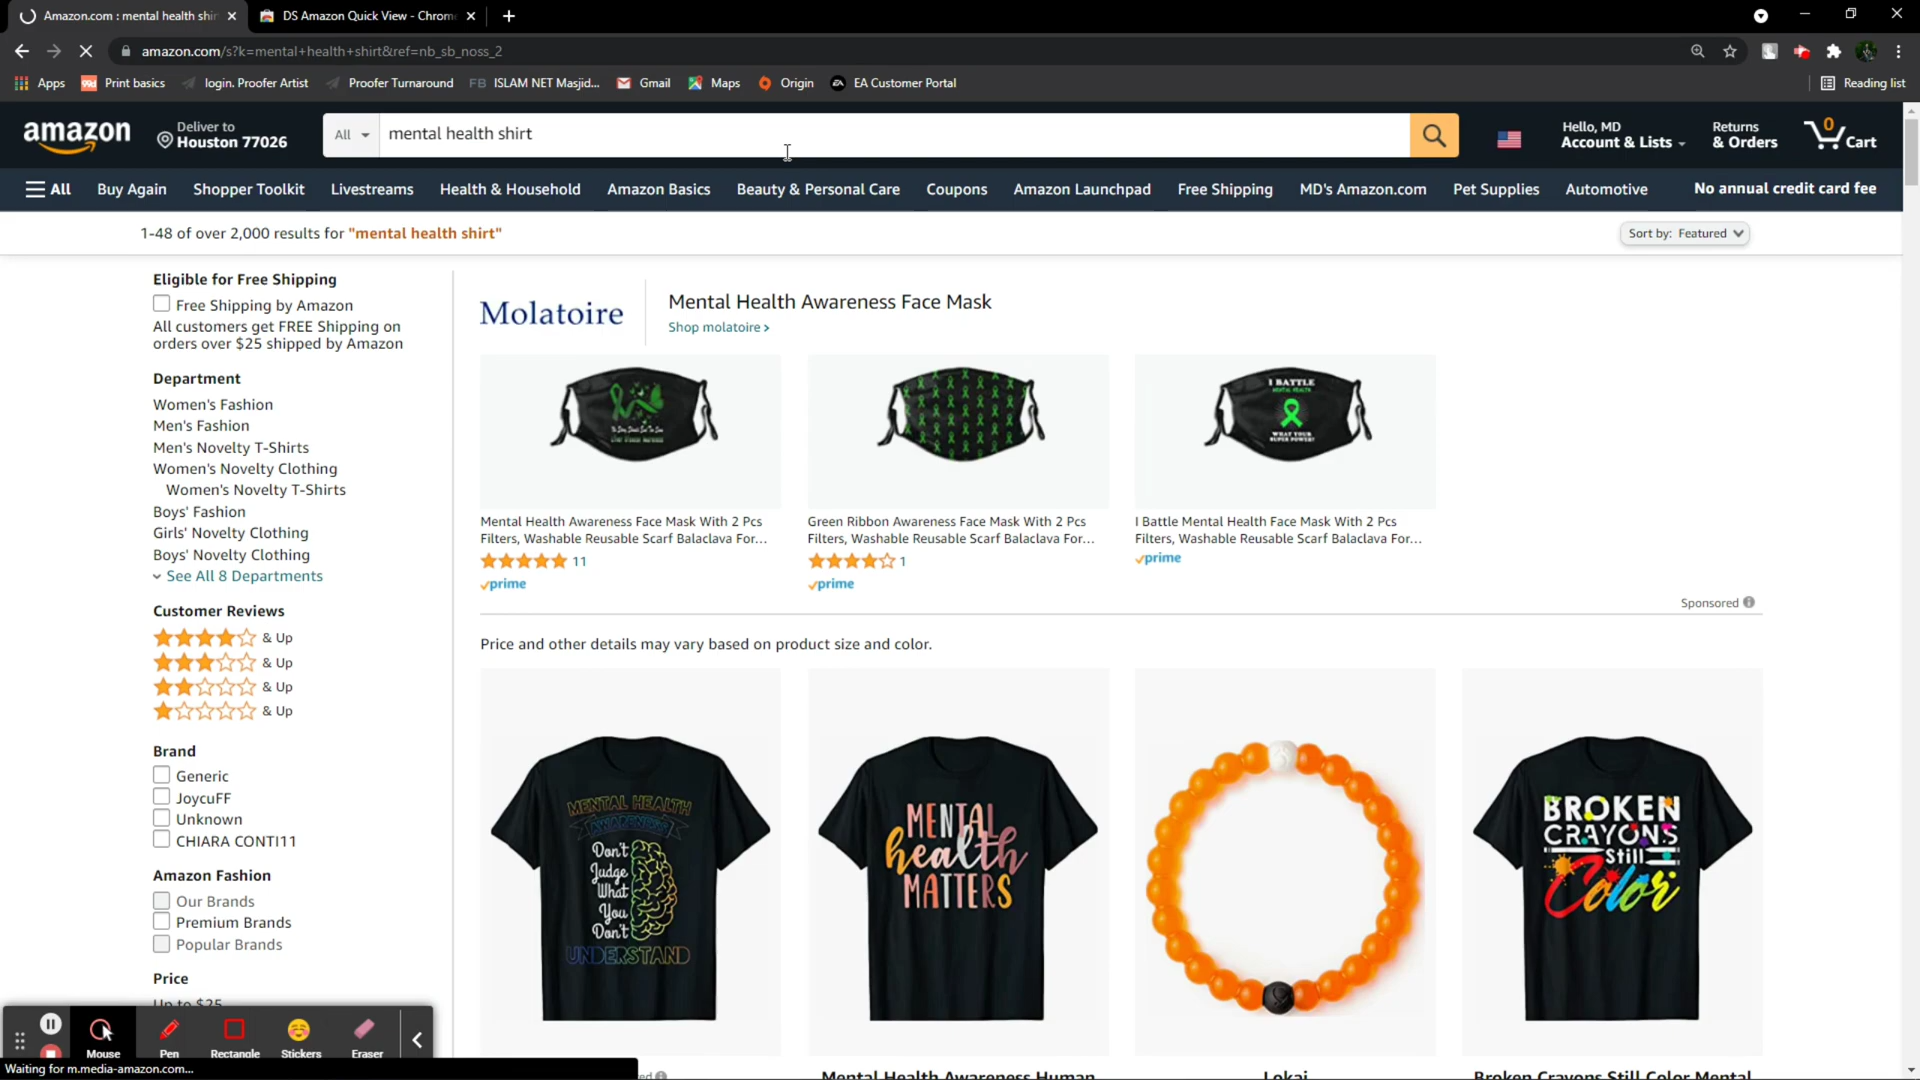 Amazon.com : mental health shir
DS Amazon Quick View - Chrome
amazon.com/s?k=mental+health+shirt&ref=nb_sb_noss_2
Apps
99d Print basics
login. Proofer Artist
Proofer Turnaround
FB ISLAM NET Masjid...
Gmail
Maps
Origin
EA EA Customer Portal
Reading list
amazon
Deliver to
Houston 77026
All
mental health shirt
Hello, MD
Account & Lists
Returns
& Orders
0
Cart
All
Buy Again
Shopper Toolkit
Livestreams
Health & Household
Amazon Basics
Beauty & Personal Care
Coupons
Amazon Launchpad
Free Shipping
MD's Amazon.com
Pet Supplies
Automotive
No annual credit card fee
1-48 of over 2,000 results for "mental health shirt"
Sort by: Featured
Eligible for Free Shipping
Free Shipping by Amazon
All customers get FREE Shipping on
orders over $25 shipped by Amazon
Department
Women's Fashion
Men's Fashion
Men's Novelty T-Shirts
Women's Novelty Clothing
Women's Novelty T-Shirts
Boys' Fashion
Girls' Novelty Clothing
Boys' Novelty Clothing
See All 8 Departments
Customer Reviews
& Up
& Up
& Up
& Up
Brand
Generic
JoycuFF
Unknown
CHIARA CONTI11
Amazon Fashion
Our Brands
Premium Brands
Popular Brands
Price
Up to $25
Molatoire
Mental Health Awareness Face Mask
Shop molatoire >
I BATTLE
MENTAL HEALTH
WHAT YOUR
SUPER POWER?
Mental Health Awareness Face Mask With 2 Pcs
Filters, Washable Reusable Scarf Balaclava For...
11
prime
Green Ribbon Awareness Face Mask With 2 Pcs
Filters, Washable Reusable Scarf Balaclava For...
1
prime
I Battle Mental Health Face Mask With 2 Pcs
Filters, Washable Reusable Scarf Balaclava For...
prime
Sponsored
Price and other details may vary based on product size and color.
MENTAL HEALTH
AWARENESS
Don't
Judge
What
You
Don't
UNDERSTAND
MENTAL
health
MATTERS
BROKEN
CRAYONS
Still
Color
Mental Health Awareness Human
Lokai
Broken Crayons Still Color Mental
Mouse
Pen
Rectangle
Stickers
Eraser
Waiting for m.media-amazon.com...